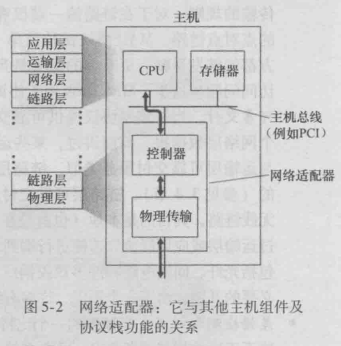 主机
应用层
运输层
网络层
链路层
CPU
存储器
主机总线
(例如PCI)
控制器
网络适配器
链路层
物理层
物理传输
图 5-2 网络适配器：它与其他主机组件及
协议栈功能的关系